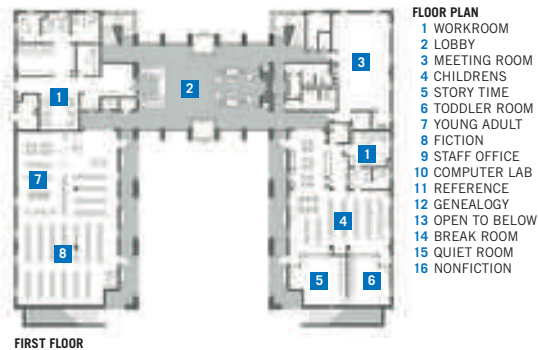 FLOOR PLAN
1 WORKROOM
2 LOBBY
3 MEETING ROOM
4 CHILDRENS
5 STORY TIME
6 TODDLER ROOM
7 YOUNG ADULT
8 FICTION
9 STAFF OFFICE
10 COMPUTER LAB
11 REFERENCE
12 GENEALOGY
13 OPEN TO BELOW
14 BREAK ROOM
15 QUIET ROOM
16 NONFICTION
3
2
1
1
7
4
8
5
6
FIRST FLOOR